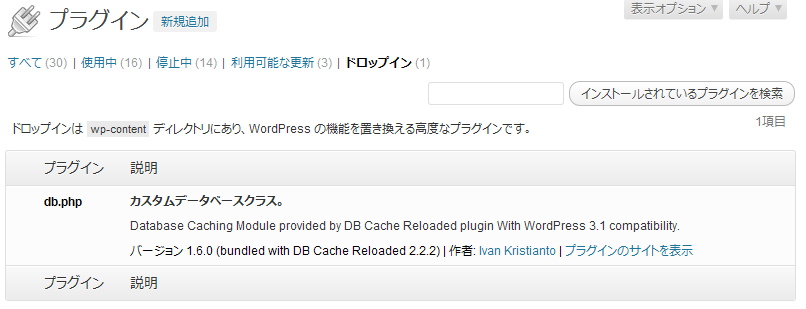 プラグイン 新規追加 表示オプション ヘルプ
すべて (30) | 使用中 (16) | 停止中 (14) | 利用可能な更新 (3) | ドロップイン (1)
インストールされているプラグインを検索
ドロップインは wp-content ディレクトリにあり、WordPress の機能を置き換える高度なプラグインです。 1項目
プラグイン 説明
db.php カスタムデータベースクラス。
Database Caching Module provided by DB Cache Reloaded plugin With WordPress 3.1 compatibility.
バージョン 1.6.0 (bundled with DB Cache Reloaded 2.2.2) | 作者: Ivan Kristianto | プラグインのサイトを表示
プラグイン 説明